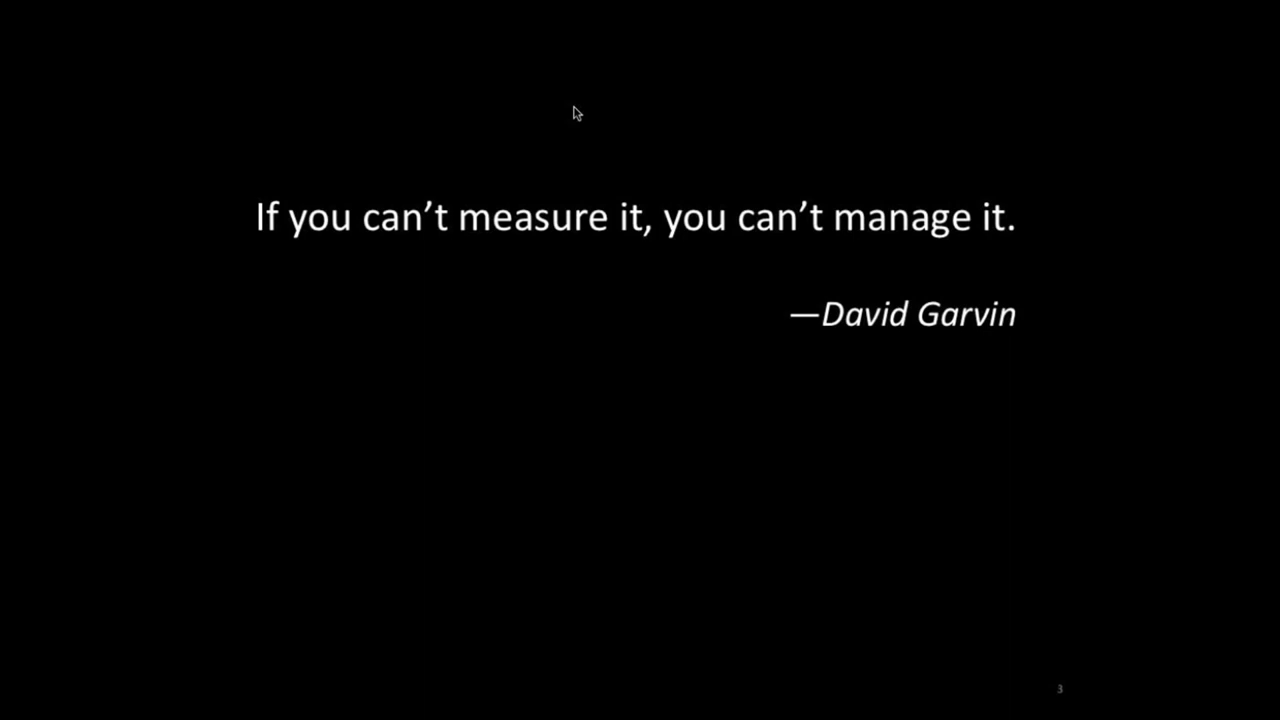 If you can’t measure it, you can’t manage it.
—David Garvin
3